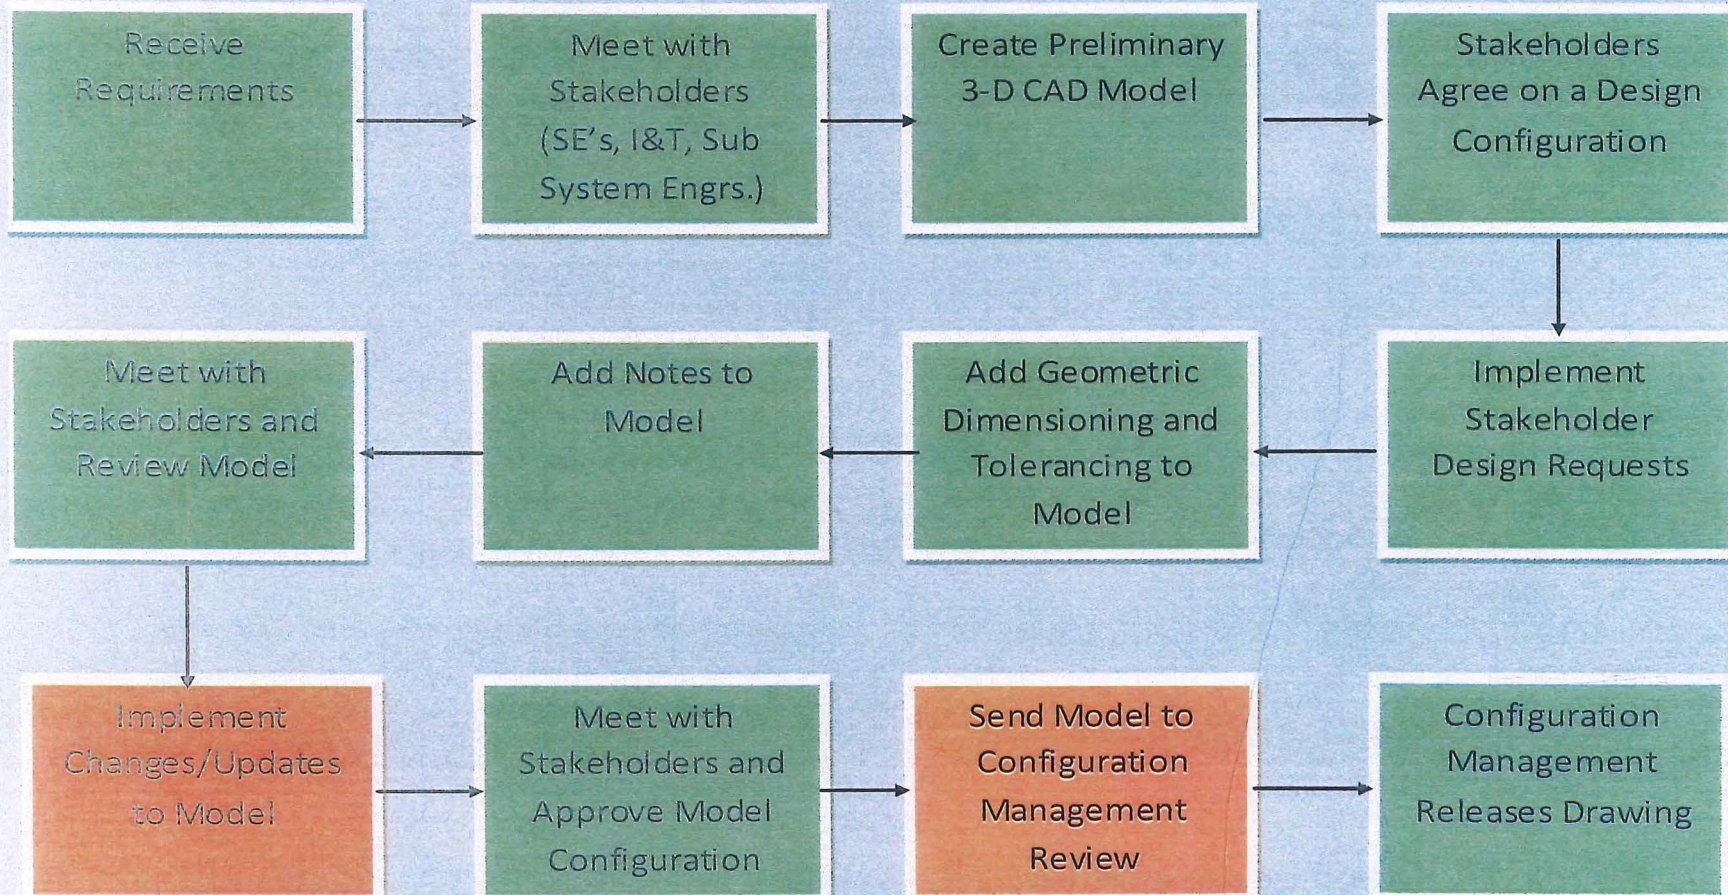 Receive
Requirements
Meet with
Stakeholders
(SE's, I&T, Sub
System Engrs.)
Create Preliminary
3-D CAD Model
Stakeholders
Agree on a Design
Configuration
Implement
Stakeholder
Design Requests
Add Geometric
Dimensioning and
Tolerancing to
Model
Add Notes to
Model
Meet with
Stakeholders and
Review Model
Implement
Changes/Updates
to Model
Meet with
Stakeholders and
Approve Model
Configuration
Send Model to
Configuration
Management
Review
Configuration
Management
Releases Drawing